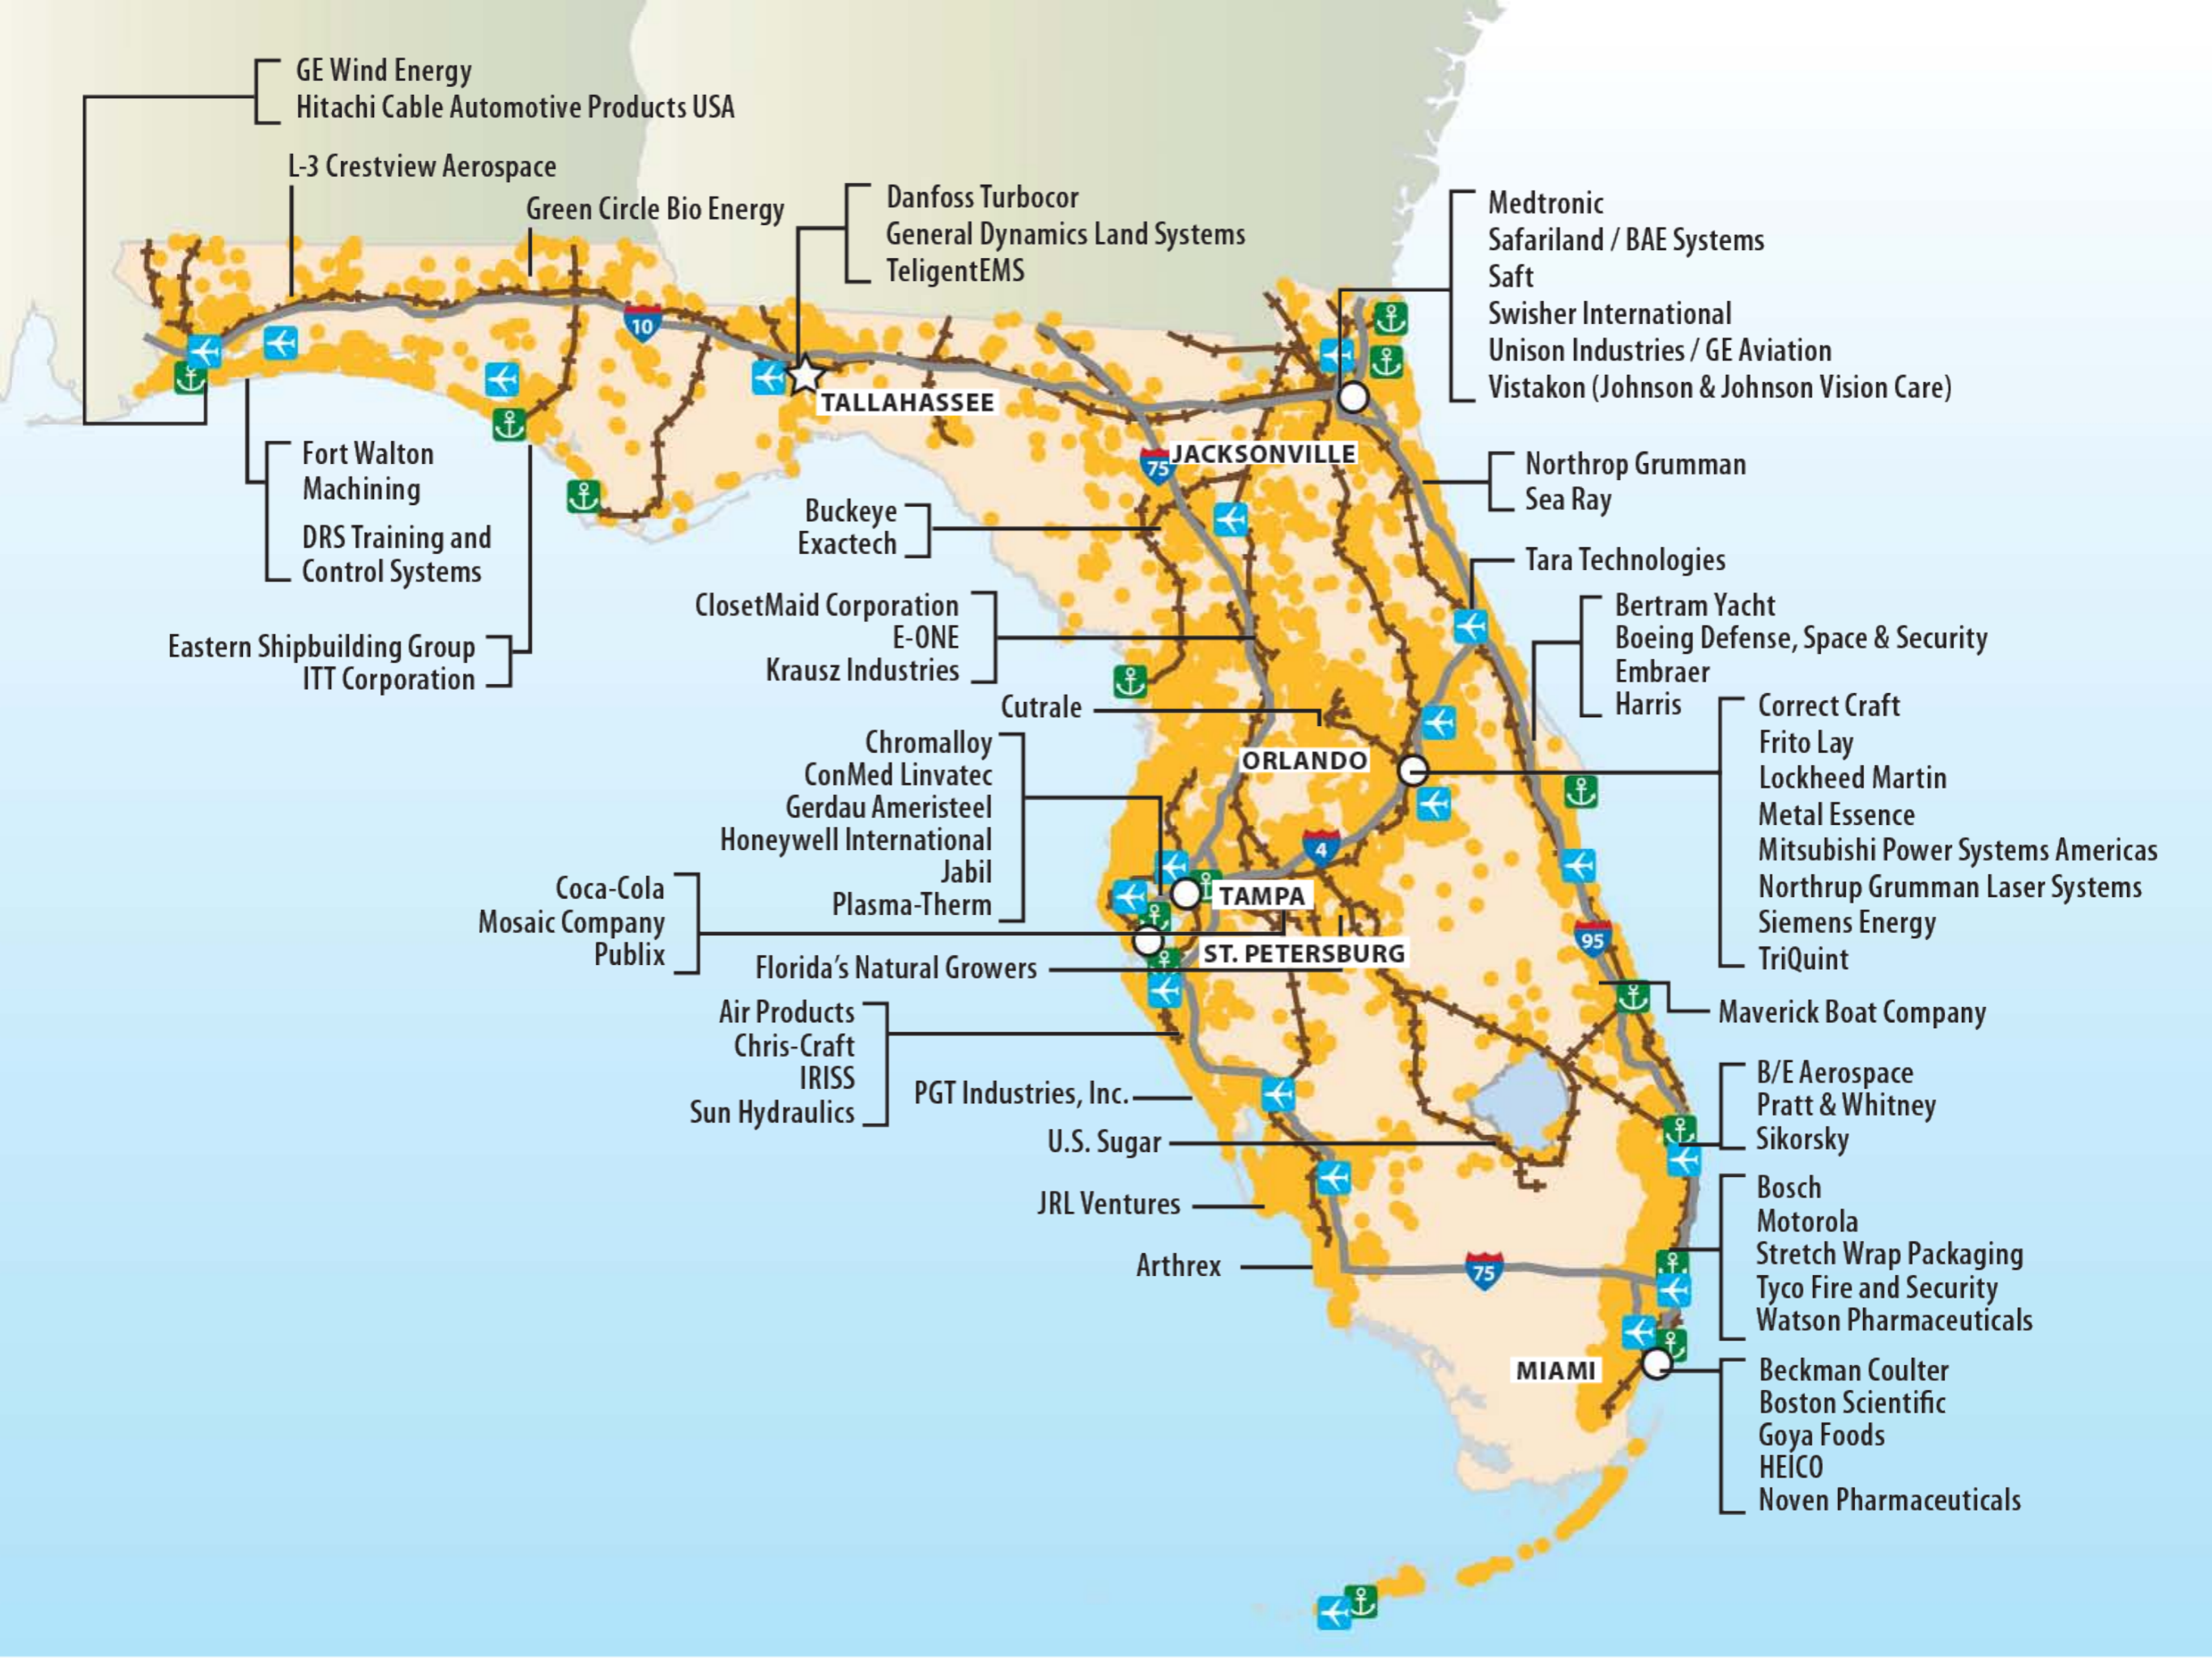 GE Wind Energy
Hitachi Cable Automotive Products USA
L-3 Crestview Aerospace
Green Circle Bio Energy
Danfoss Turbocor
General Dynamics Land Systems
TeligentEMS
Medtronic
Safariland / BAE Systems
Saft
Swisher International
Unison Industries / GE Aviation
Vistakon (Johnson & Johnson Vision Care)
10
TALLAHASSEE
JACKSONVILLE
75
Fort Walton
Machining
DRS Training and
Control Systems
Northrop Grumman
Sea Ray
Buckeye
Exactech
Tara Technologies
Eastern Shipbuilding Group
ITT Corporation
ClosetMaid Corporation
E-ONE
Krausz Industries
Bertram Yacht
Boeing Defense, Space & Security
Embraer
Harris
Cutrale
ORLANDO
Correct Craft
Frito Lay
Lockheed Martin
Metal Essence
Mitsubishi Power Systems Americas
Northrup Grumman Laser Systems
Siemens Energy
TriQuint
Chromalloy
ConMed Linvatec
Gerdau Ameristeel
Honeywell International
Jabil
Plasma-Therm
4
TAMPA
Coca-Cola
Mosaic Company
Publix
95
ST. PETERSBURG
Florida's Natural Growers
Maverick Boat Company
Air Products
Chris-Craft
IRISS
Sun Hydraulics
PGT Industries, Inc.
B/E Aerospace
Pratt & Whitney
Sikorsky
U.S. Sugar
JRL Ventures
Bosch
Motorola
Stretch Wrap Packaging
Tyco Fire and Security
Watson Pharmaceuticals
Arthrex
75
MIAMI
Beckman Coulter
Boston Scientific
Goya Foods
HEICO
Noven Pharmaceuticals